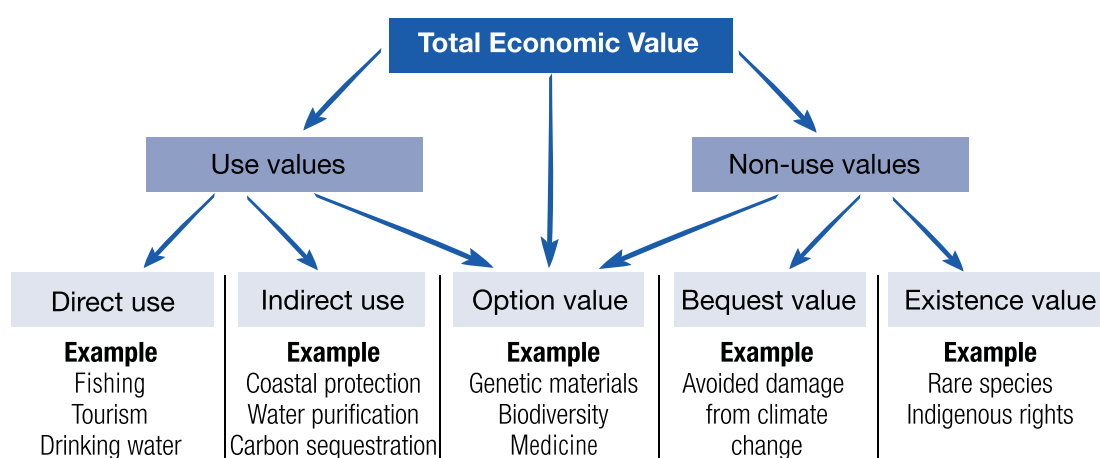 Total Economic Value
Use values
Non-use values
Direct use
Indirect use
Option value
Bequest value
Existence value
Example
Fishing
Tourism
Drinking water
Example
Coastal protection
Water purification
Carbon sequestration
Example
Genetic materials
Biodiversity
Medicine
Example
Avoided damage
from climate
change
Example
Rare species
Indigenous rights